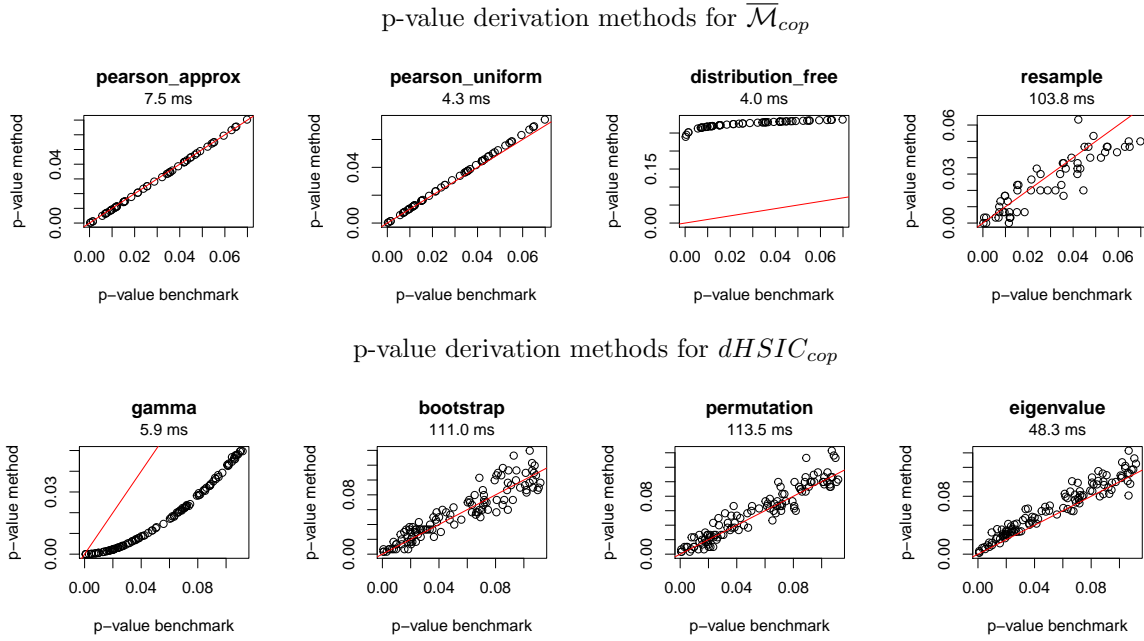 p-value derivation methods for $\overline{\mathcal{M}}_{cop}$
pearson_approx
7.5 ms
p−value method
0.00 0.04
0.00 0.02 0.04 0.06
p−value benchmark
pearson_uniform
4.3 ms
p−value method
0.00 0.04
0.00 0.02 0.04 0.06
p−value benchmark
distribution_free
4.0 ms
p−value method
0.00 0.15
0.00 0.02 0.04 0.06
p−value benchmark
resample
103.8 ms
p−value method
0.00 0.03 0.06
0.00 0.02 0.04 0.06
p−value benchmark
p-value derivation methods for $dHSIC_{cop}$
gamma
5.9 ms
p−value method
0.00 0.03
0.00 0.04 0.08
p−value benchmark
bootstrap
111.0 ms
p−value method
0.00 0.08
0.00 0.04 0.08
p−value benchmark
permutation
113.5 ms
p−value method
0.00 0.08
0.00 0.04 0.08
p−value benchmark
eigenvalue
48.3 ms
p−value method
0.00 0.08
0.00 0.04 0.08
p−value benchmark